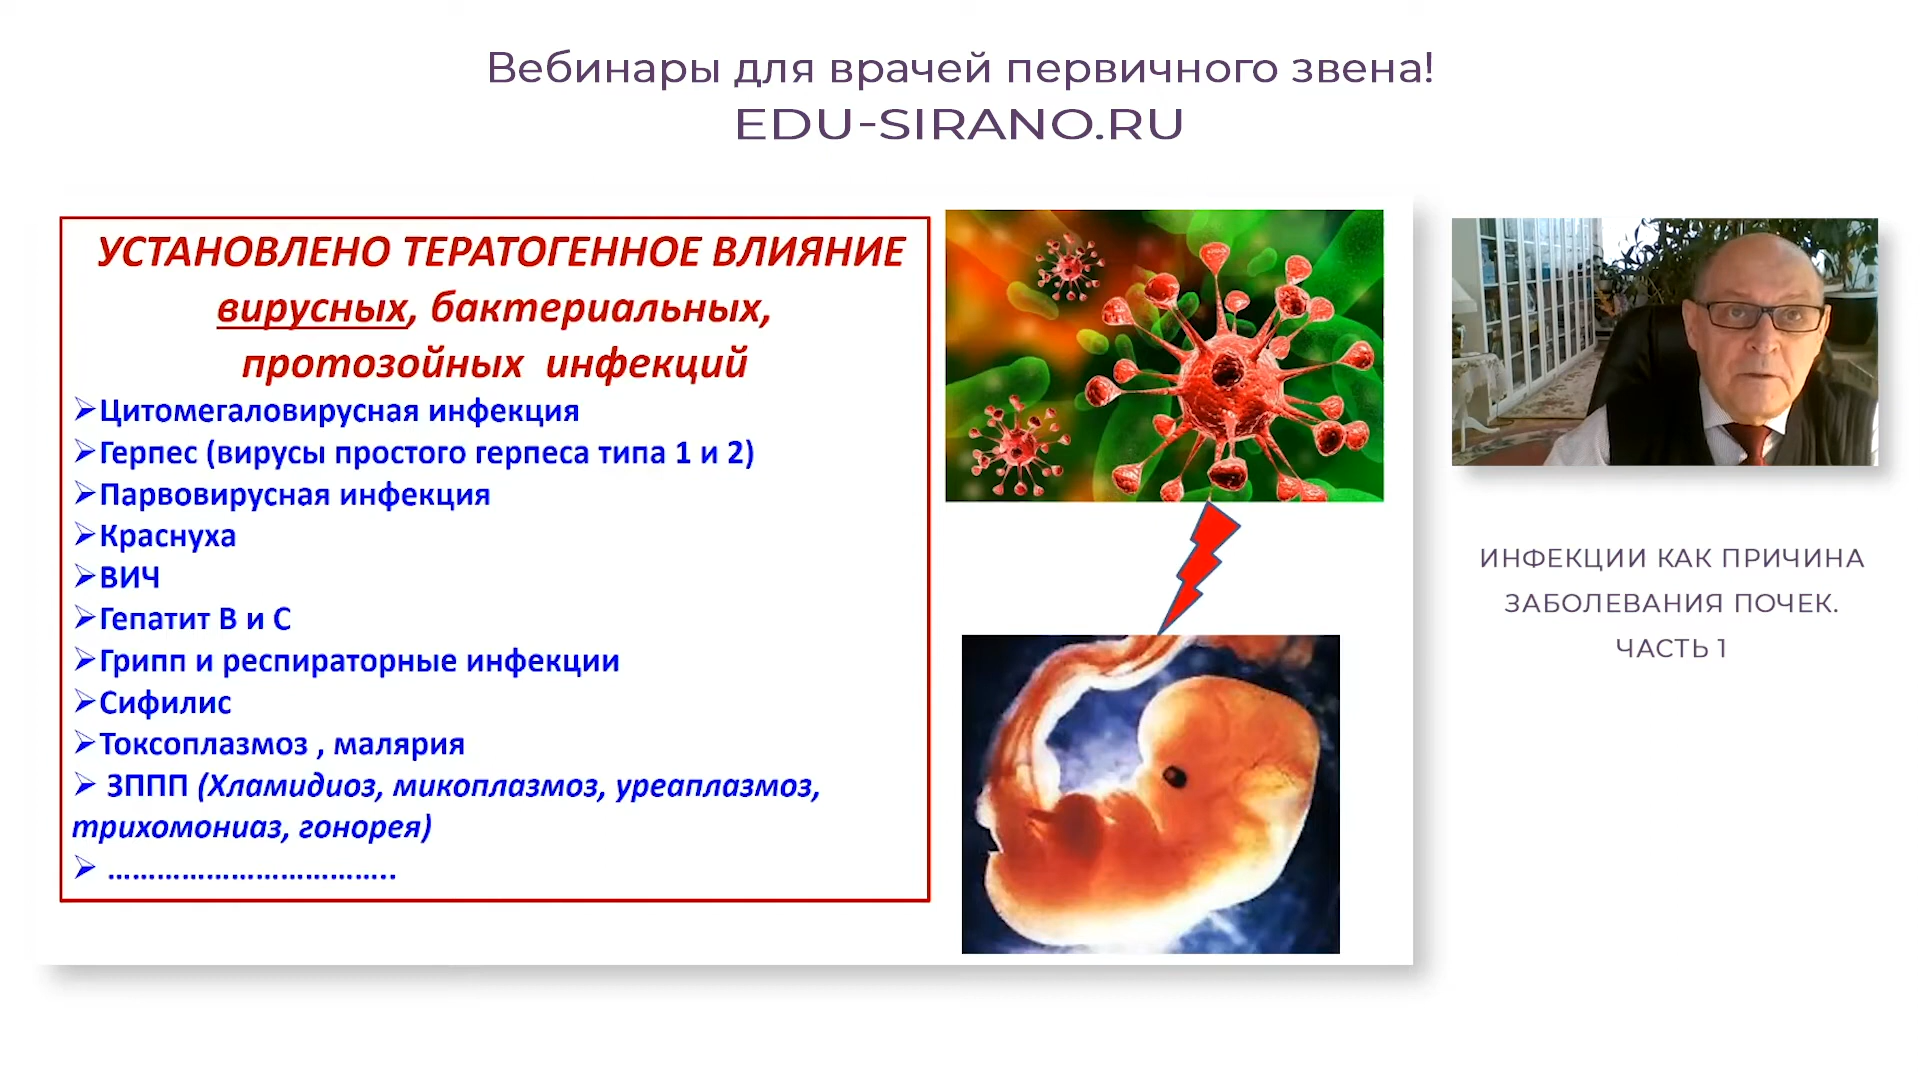 Вебинары для врачей первичного звена!
EDU-SIRANO.RU
УСТАНОВЛЕНО ТЕРАТОГЕННОЕ ВЛИЯНИЕ
вирусных, бактериальных,
протозойных инфекций
➢Цитомегаловирусная инфекция
➢Герпес (вирусы простого герпеса типа 1 и 2)
➢Парвовирусная инфекция
➢Краснуха
➢ВИЧ
➢Гепатит В и С
➢Грипп и респираторные инфекции
➢Сифилис
➢Токсоплазмоз , малярия
➢ ЗППП (Хламидиоз, микоплазмоз, уреаплазмоз,
трихомониаз, гонорея)
➢ ……………………………..
ИНФЕКЦИИ КАК ПРИЧИНА
ЗАБОЛЕВАНИЯ ПОЧЕК.
ЧАСТЬ 1